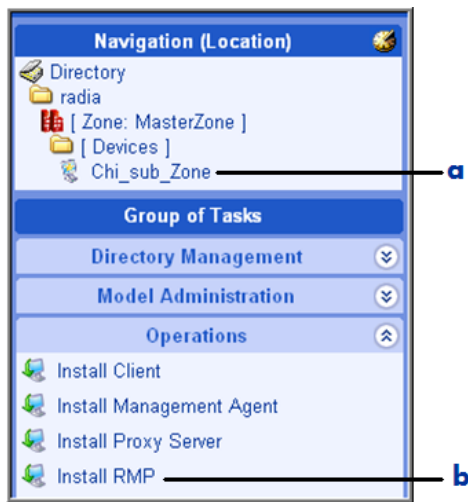 Navigation (Location)
Directory
radia
[ Zone: MasterZone ]
[ Devices ]
Chi_sub_Zone
a
Group of Tasks
Directory Management
Model Administration
Operations
Install Client
Install Management Agent
Install Proxy Server
Install RMP
b